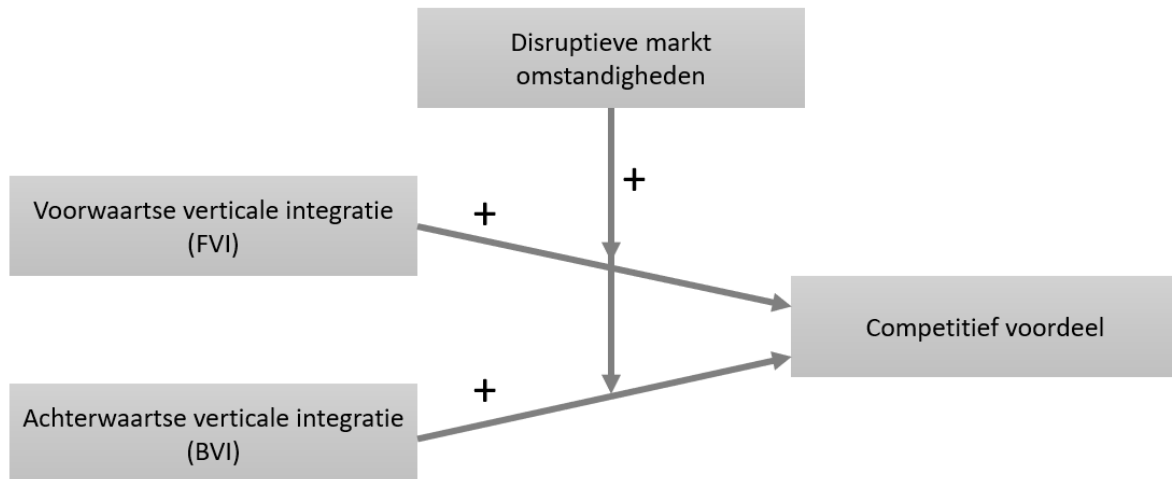 Disruptieve markt
omstandigheden
+
Voorwaartse verticale integratie
(FVI)
+
Competitief voordeel
Achterwaartse verticale integratie
(BVI)
+